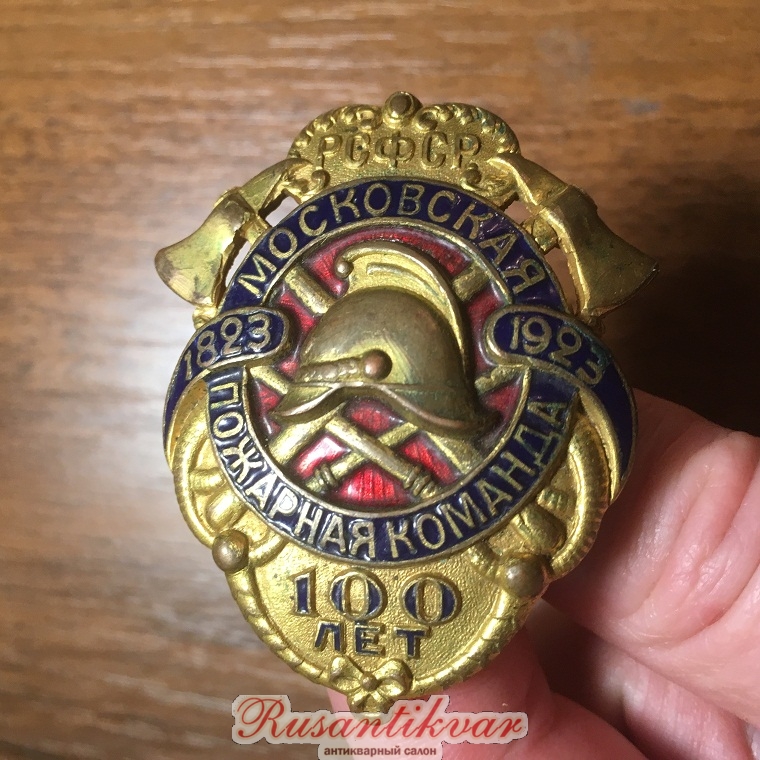 РСФСР
МОСКОВСКАЯ
1823 1923
ПОЖАРНАЯ КОМАНДА
100
ЛЕТ
Rusantikvar
антикварный салон